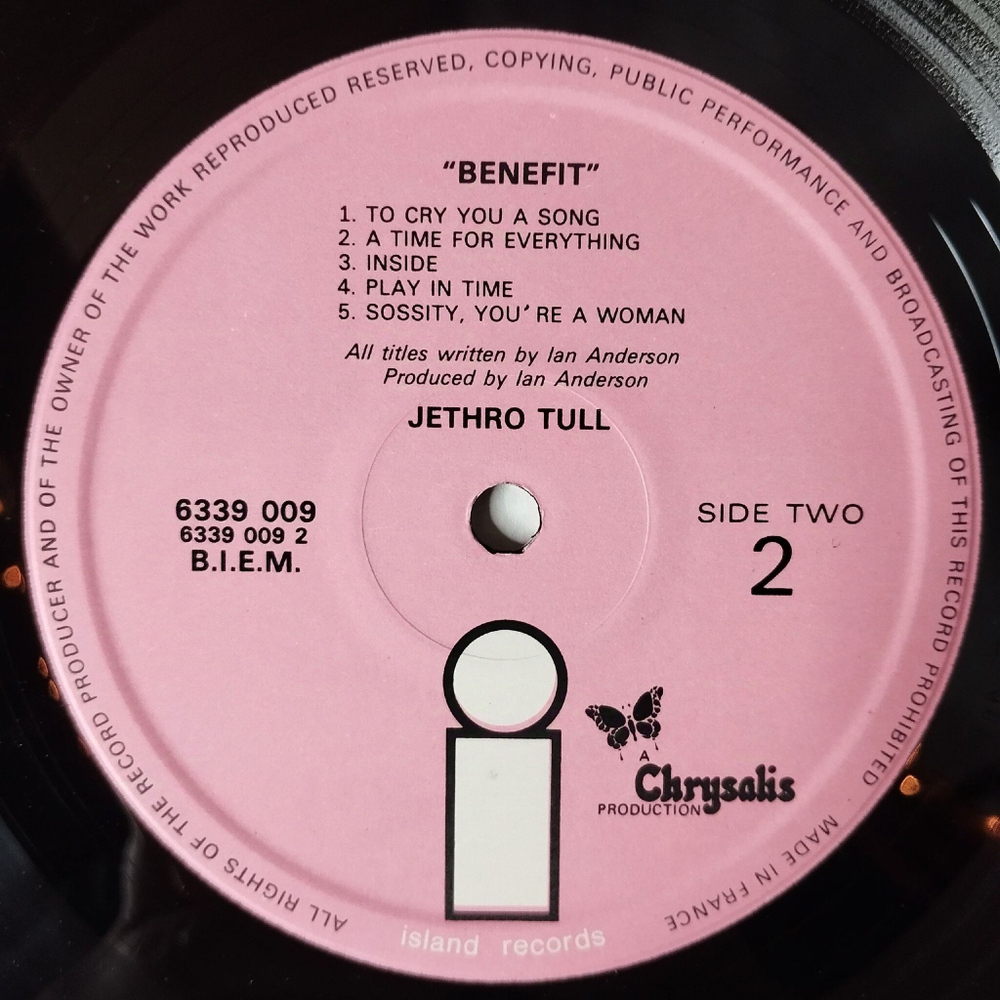 "BENEFIT"
1. TO CRY YOU A SONG
2. A TIME FOR EVERYTHING
3. INSIDE
4. PLAY IN TIME
5. SOSSITY, YOU'RE A WOMAN
All titles written by Ian Anderson
Produced by Ian Anderson
JETHRO TULL
6339 009
6339 009 2
B.I.E.M.
SIDE TWO
2
A
Chrysalis
PRODUCTION
island records
ALL RIGHTS OF THE RECORD PRODUCER AND OF THE OWNER OF THE WORK REPRODUCED RESERVED, COPYING, PUBLIC PERFORMANCE AND BROADCASTING OF THIS RECORD PROHIBITED
MADE IN FRANCE